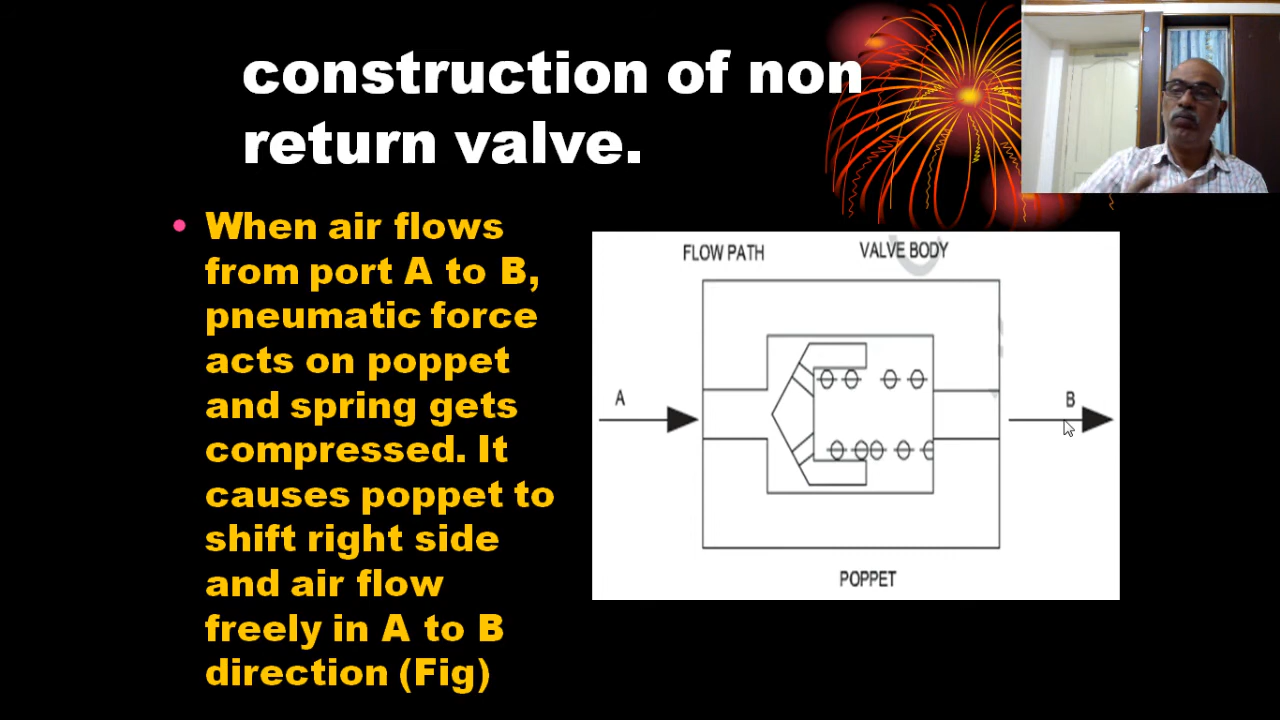 construction of non
return valve.
• When air flows
from port A to B,
pneumatic force
acts on poppet
and spring gets
compressed. It
causes poppet to
shift right side
and air flow
freely in A to B
direction (Fig)
FLOW PATH
VALVE BODY
A
B
POPPET